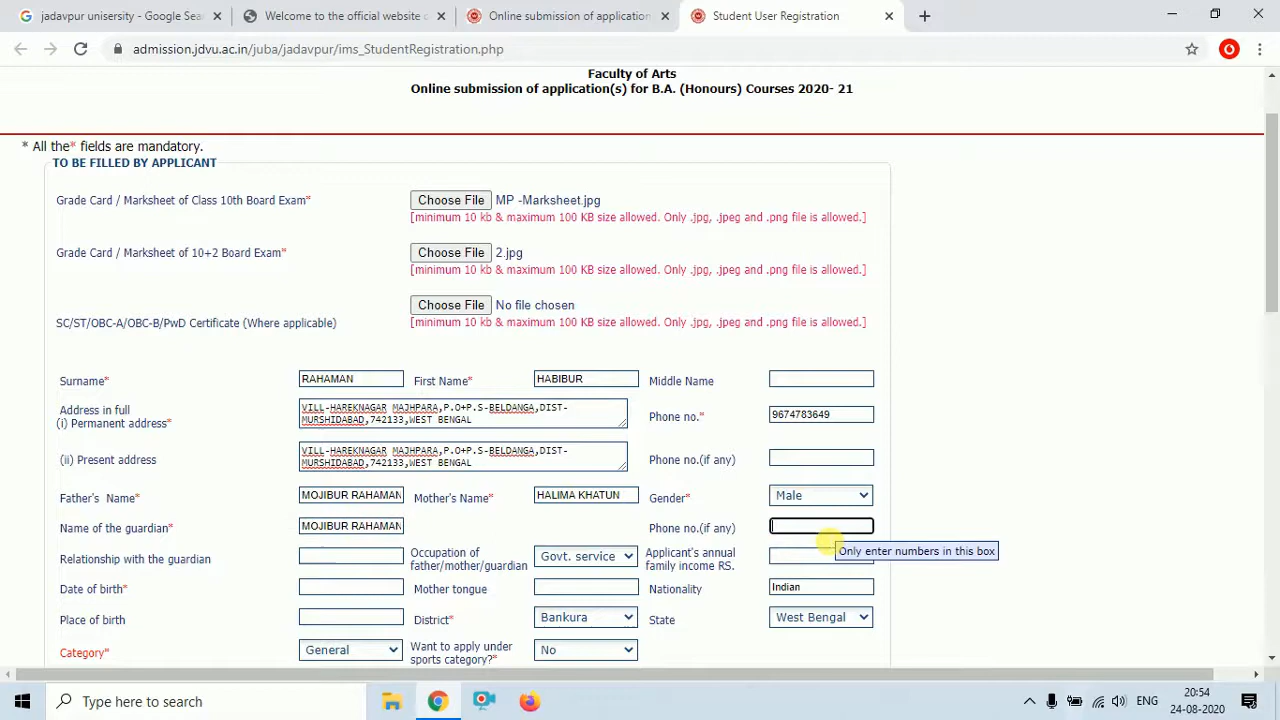 jadavpur unisersity - Google Sea
Welcome to the official website o
Online submission of application
Student User Registration
admission.jdvu.ac.in/juba/jadavpur/ims_StudentRegistration.php
Faculty of Arts
Online submission of application(s) for B.A. (Honours) Courses 2020- 21
* All the* fields are mandatory.
TO BE FILLED BY APPLICANT
Grade Card / Marksheet of Class 10th Board Exam* Choose File MP -Marksheet.jpg
[minimum 10 kb & maximum 100 KB size allowed. Only .jpg, .jpeg and .png file is allowed.]
Grade Card / Marksheet of 10+2 Board Exam* Choose File 2.jpg
[minimum 10 kb & maximum 100 KB size allowed. Only .jpg, .jpeg and .png file is allowed.]
Choose File No file chosen
SC/ST/OBC-A/OBC-B/PwD Certificate (Where applicable) [minimum 10 kb & maximum 100 KB size allowed. Only .jpg, .jpeg and .png file is allowed.]
Surname* RAHAMAN First Name* HABIBUR Middle Name
Address in full
(i) Permanent address*
VILL-HAREKNAGAR MAJHPARA,P.O+P.S-BELDANGA,DIST-
MURSHIDABAD,742133,WEST BENGAL
Phone no.* 9674783649
(ii) Present address
VILL-HAREKNAGAR MAJHPARA,P.O+P.S-BELDANGA,DIST-
MURSHIDABAD,742133,WEST BENGAL
Phone no.(if any)
Father's Name* MOJIBUR RAHAMAN Mother's Name* HALIMA KHATUN Gender* Male
Name of the guardian* MOJIBUR RAHAMAN Phone no.(if any)
Only enter numbers in this box
Relationship with the guardian
Occupation of
father/mother/guardian
Govt. service
Applicant's annual
family income RS.
Date of birth* Mother tongue Nationality Indian
Place of birth District* Bankura State West Bengal
Category* General
Want to apply under
sports category?*
No
Type here to search
ENG
20:54
24-08-2020